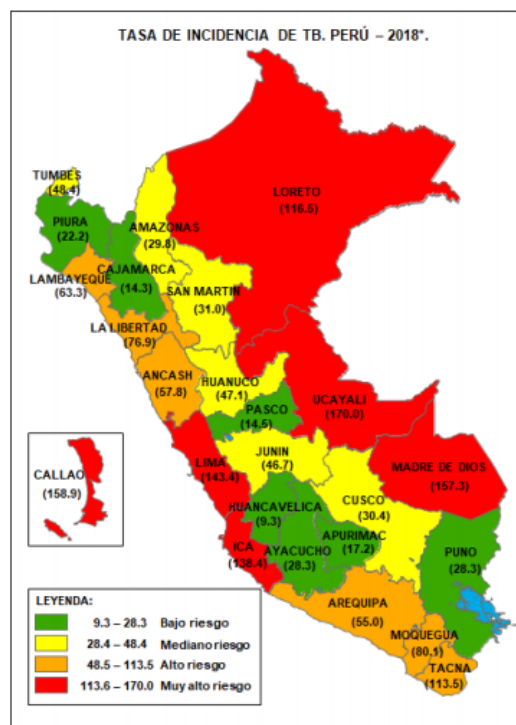 TASA DE INCIDENCIA DE TB. PERÚ – 2018*.
TUMBES
(48.4)
PIURA
(22.2)
LORETO
(116.5)
AMAZONAS
(29.8)
CAJAMARCA
(14.3)
LAMBAYEQUE
(63.3)
SAN MARTIN
(31.0)
LA LIBERTAD
(76.9)
ANCASH
(57.8)
HUANUCO
(47.1)
UCAYALI
(170.0)
PASCO
(14.5)
CALLAO
(158.9)
LIMA
(143.4)
JUNIN
(46.7)
MADRE DE DIOS
(157.3)
CUSCO
(30.4)
HUANCAVELICA
(9.3)
APURIMAC
(17.2)
ICA
(138.4)
AYACUCHO
(28.3)
PUNO
(28.3)
AREQUIPA
(55.0)
MOQUEGUA
(80.1)
TACNA
(113.5)
LEYENDA:
9.3 – 28.3 Bajo riesgo
28.4 – 48.4 Mediano riesgo
48.5 – 113.5 Alto riesgo
113.6 – 170.0 Muy alto riesgo